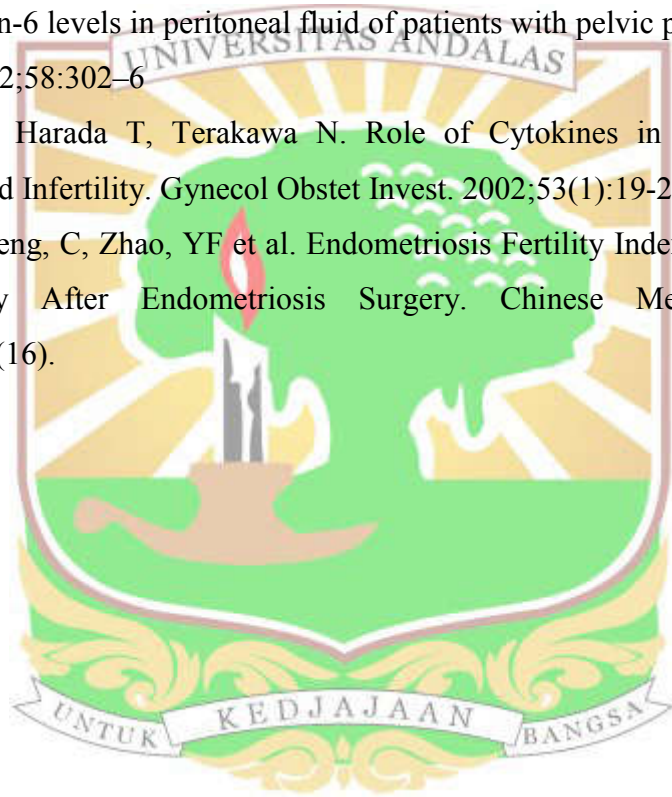 n-6 levels in peritoneal fluid of patients with pelvic p
UNIVERSITAS ANDALAS
2;58:302–6
Harada T, Terakawa N. Role of Cytokines in
d Infertility. Gynecol Obstet Invest. 2002;53(1):19-2
eng, C, Zhao, YF et al. Endometriosis Fertility Index
y After Endometriosis Surgery. Chinese Me
(16).
UNTUK KEDJAJAAN BANGSA